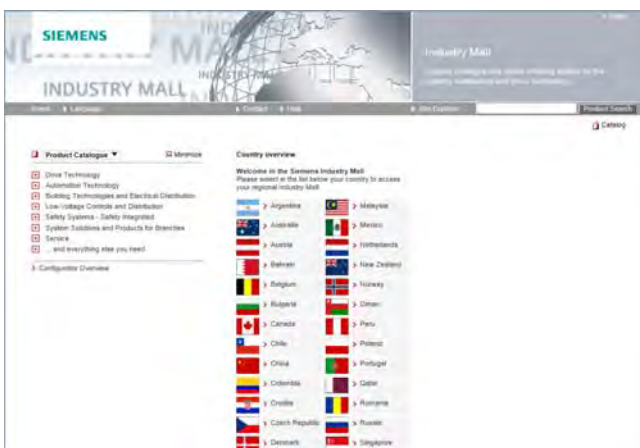 SIEMENS
INDUSTRY MALL
Industry Mall
Home Language Contact Help Site Explorer Product Search
Catalog
Product Catalogue Minimize
Drive Technology
Automation Technology
Building Technologies and Electrical Distribution
Low-Voltage Controls and Distribution
Safety Systems - Safety Integrated
System Solutions and Products for Branches
Service
... and everything else you need
Configurator Overview
Country overview
Welcome in the Siemens Industry Mall
Please select in the list below your country to access
your regional Industry Mall
Argentina Malaysia
Australia Mexico
Austria Netherlands
Bahrain New Zealand
Belgium Norway
Bulgaria Oman
Canada Peru
Chile Poland
China Portugal
Colombia Qatar
Croatia Romania
Czech Republic Russia
Denmark Singapore